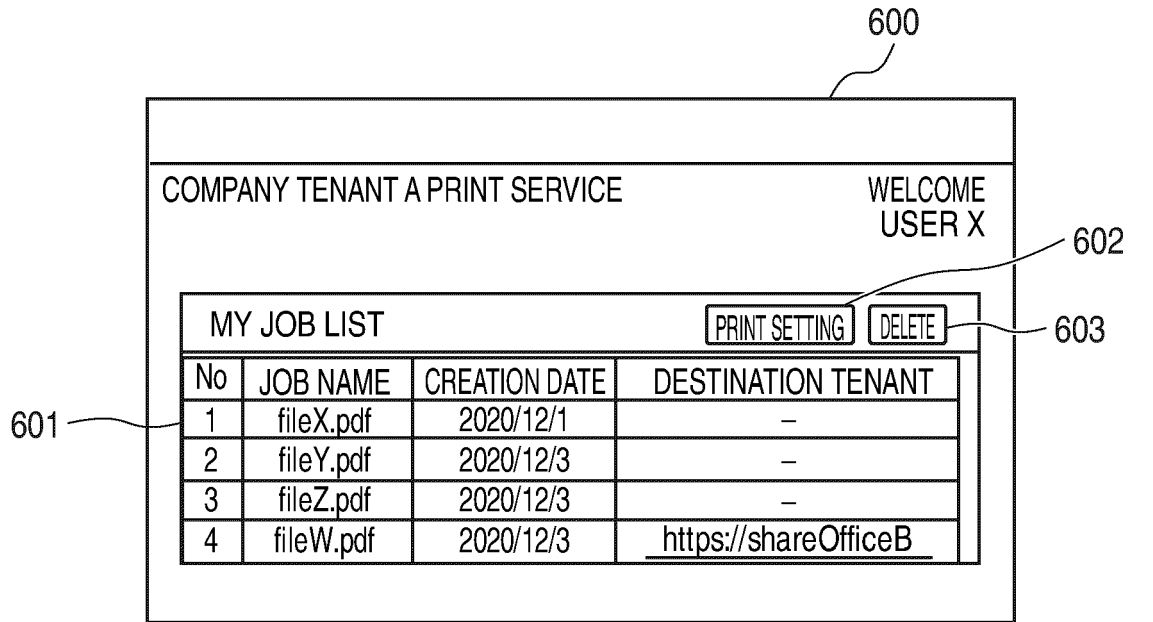 600
COMPANY TENANT A PRINT SERVICE WELCOME
USER X
602
MY JOB LIST PRINT SETTING DELETE 603
No JOB NAME CREATION DATE DESTINATION TENANT
601 1 fileX.pdf 2020/12/1 –
2 fileY.pdf 2020/12/3 –
3 fileZ.pdf 2020/12/3 –
4 fileW.pdf 2020/12/3 https://shareOfficeB